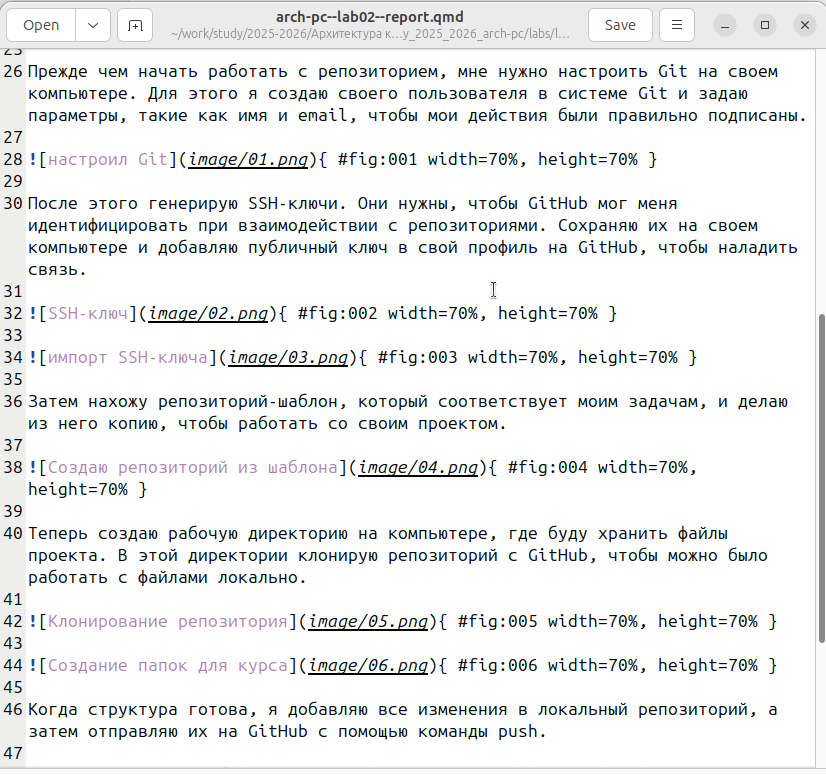 Open
arch-pc--lab02--report.qmd
~/work/study/2025-2026/Архитектура к...y_2025_2026_arch-pc/labs/l...
Save
26 Прежде чем начать работать с репозиторием, мне нужно настроить Git на своем
компьютере. Для этого я создаю своего пользователя в системе Git и задаю
параметры, такие как имя и email, чтобы мои действия были правильно подписаны.
27
28 ![настроил Git](image/01.png){ #fig:001 width=70%, height=70% }
29
30 После этого генерирую SSH-ключи. Они нужны, чтобы GitHub мог меня
идентифицировать при взаимодействии с репозиториями. Сохраняю их на своем
компьютере и добавляю публичный ключ в свой профиль на GitHub, чтобы наладить
связь.
31
32 ![SSH-ключ](image/02.png){ #fig:002 width=70%, height=70% }
33
34 ![импорт SSH-ключа](image/03.png){ #fig:003 width=70%, height=70% }
35
36 Затем нахожу репозиторий-шаблон, который соответствует моим задачам, и делаю
из него копию, чтобы работать со своим проектом.
37
38 ![Создаю репозиторий из шаблона](image/04.png){ #fig:004 width=70%,
height=70% }
39
40 Теперь создаю рабочую директорию на компьютере, где буду хранить файлы
проекта. В этой директории клонирую репозиторий с GitHub, чтобы можно было
работать с файлами локально.
41
42 ![Клонирование репозитория](image/05.png){ #fig:005 width=70%, height=70% }
43
44 ![Создание папок для курса](image/06.png){ #fig:006 width=70%, height=70% }
45
46 Когда структура готова, я добавляю все изменения в локальный репозиторий, а
затем отправляю их на GitHub с помощью команды push.
47